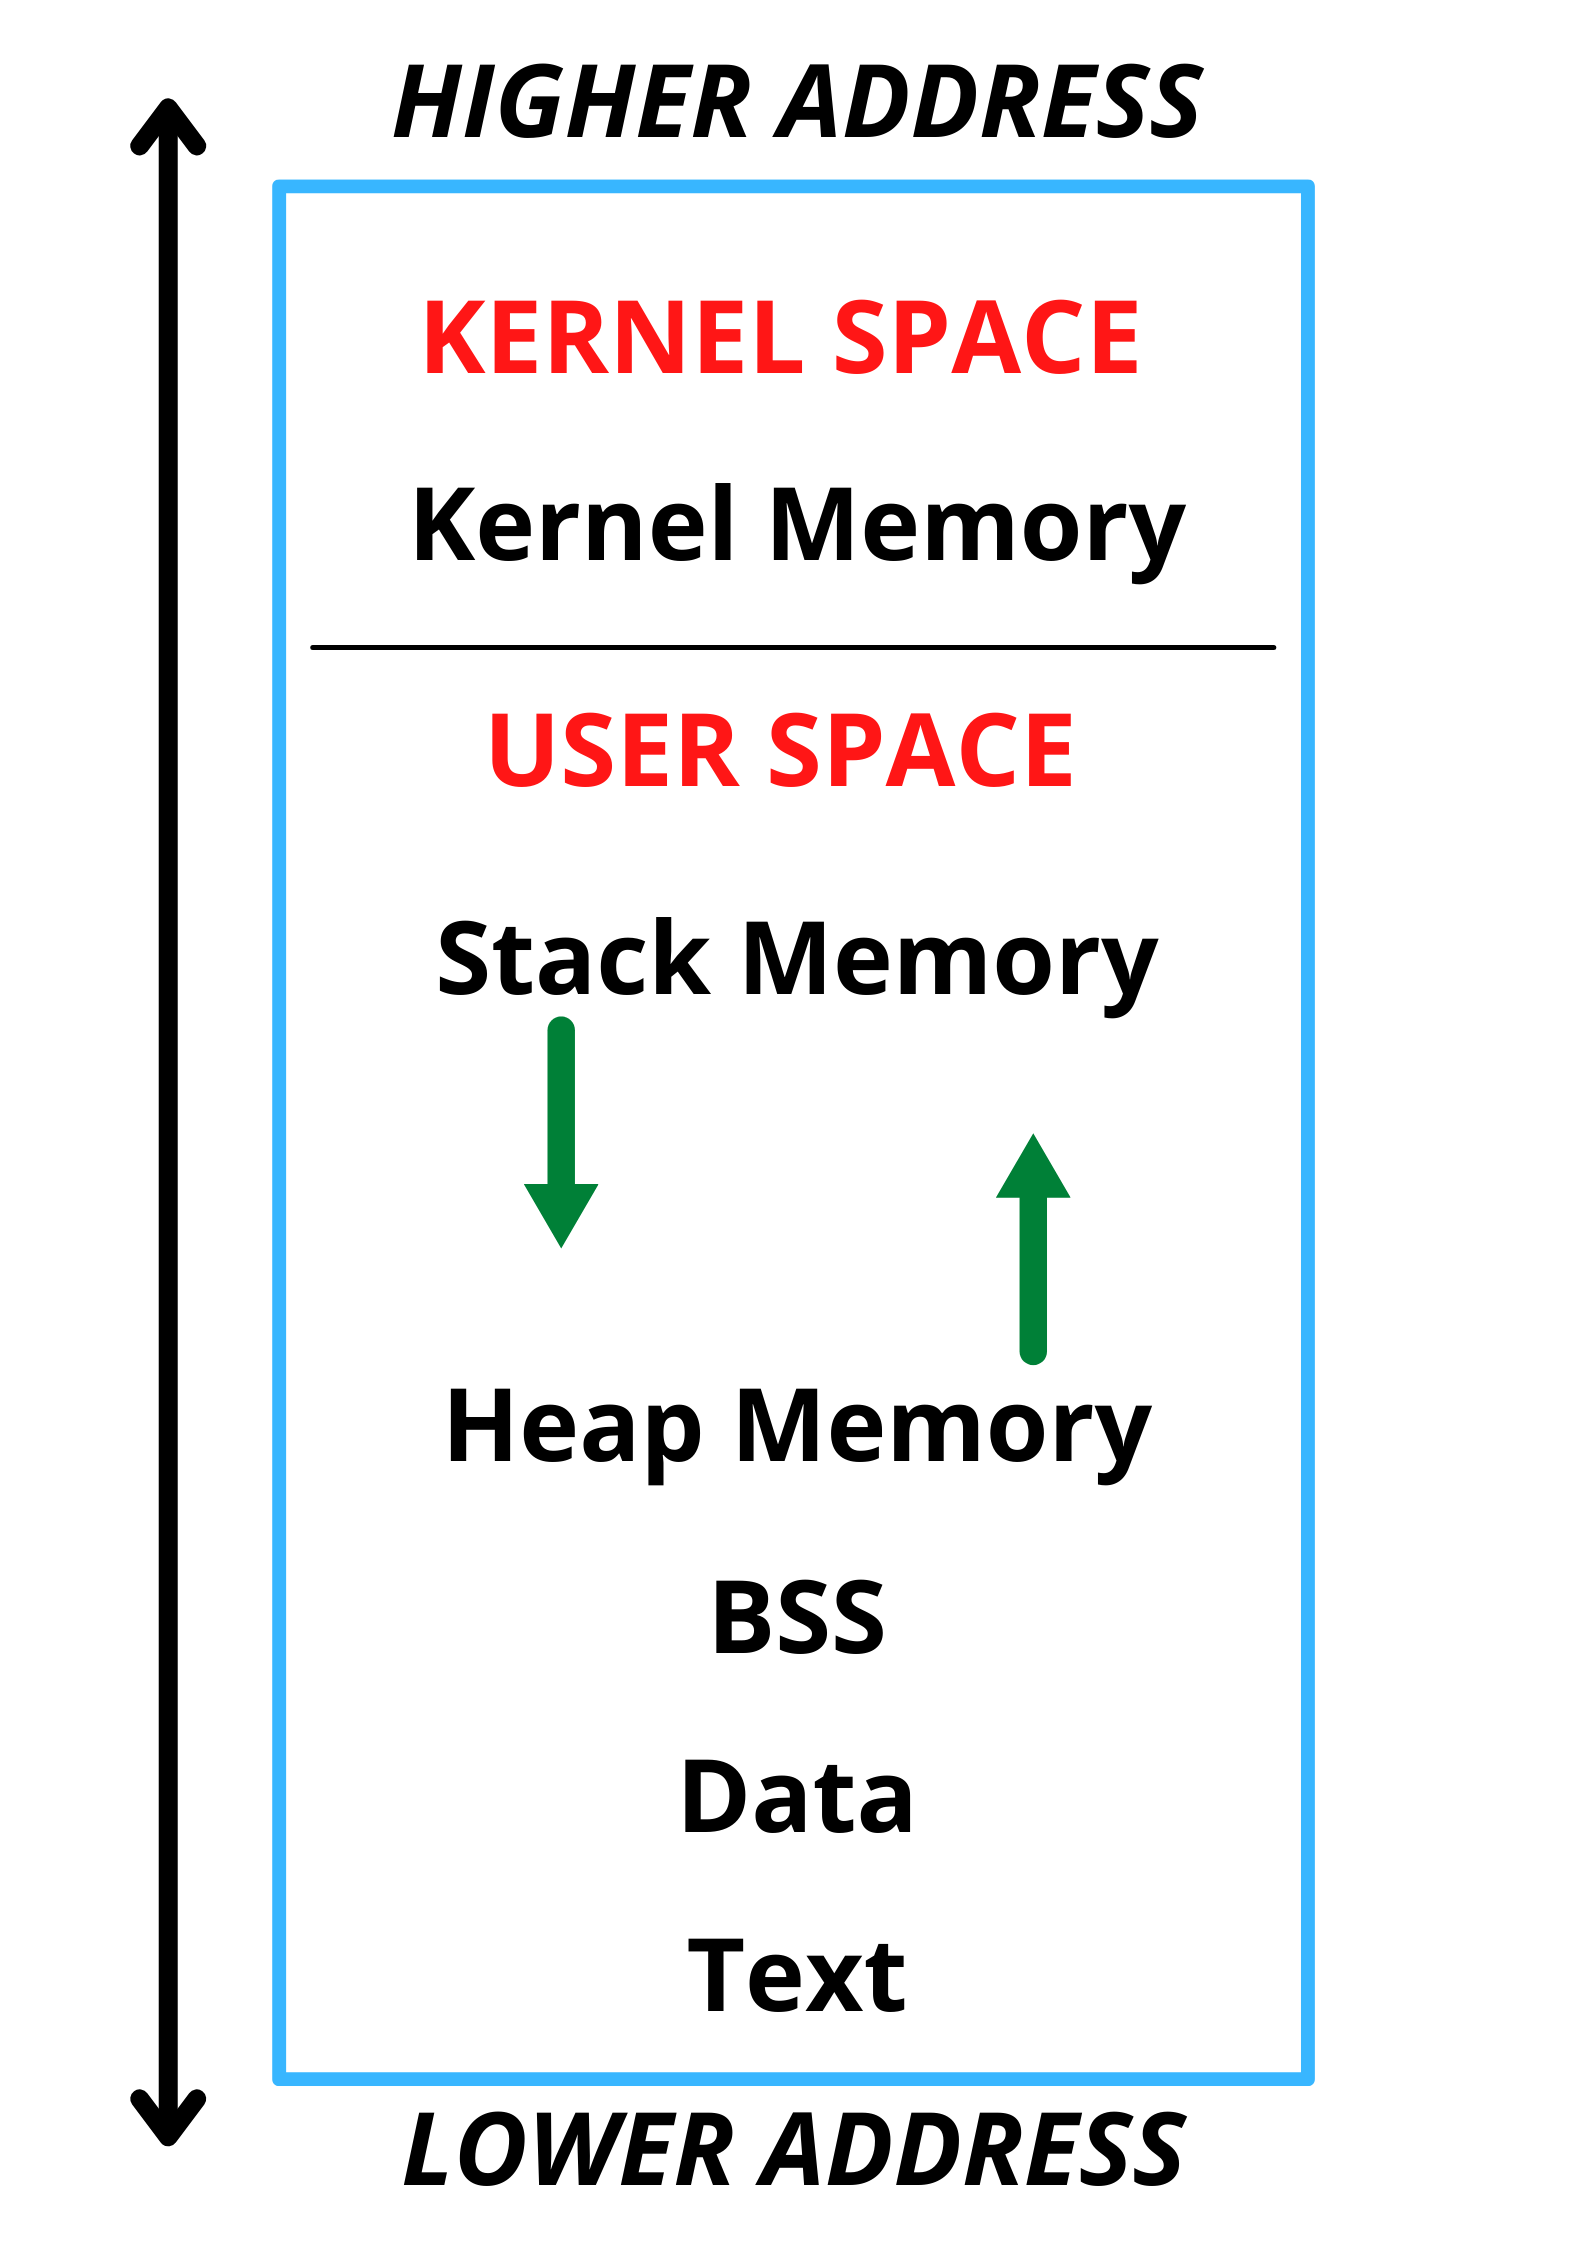 HIGHER ADDRESS
KERNEL SPACE
Kernel Memory
USER SPACE
Stack Memory
Heap Memory
BSS
Data
Text
LOWER ADDRESS